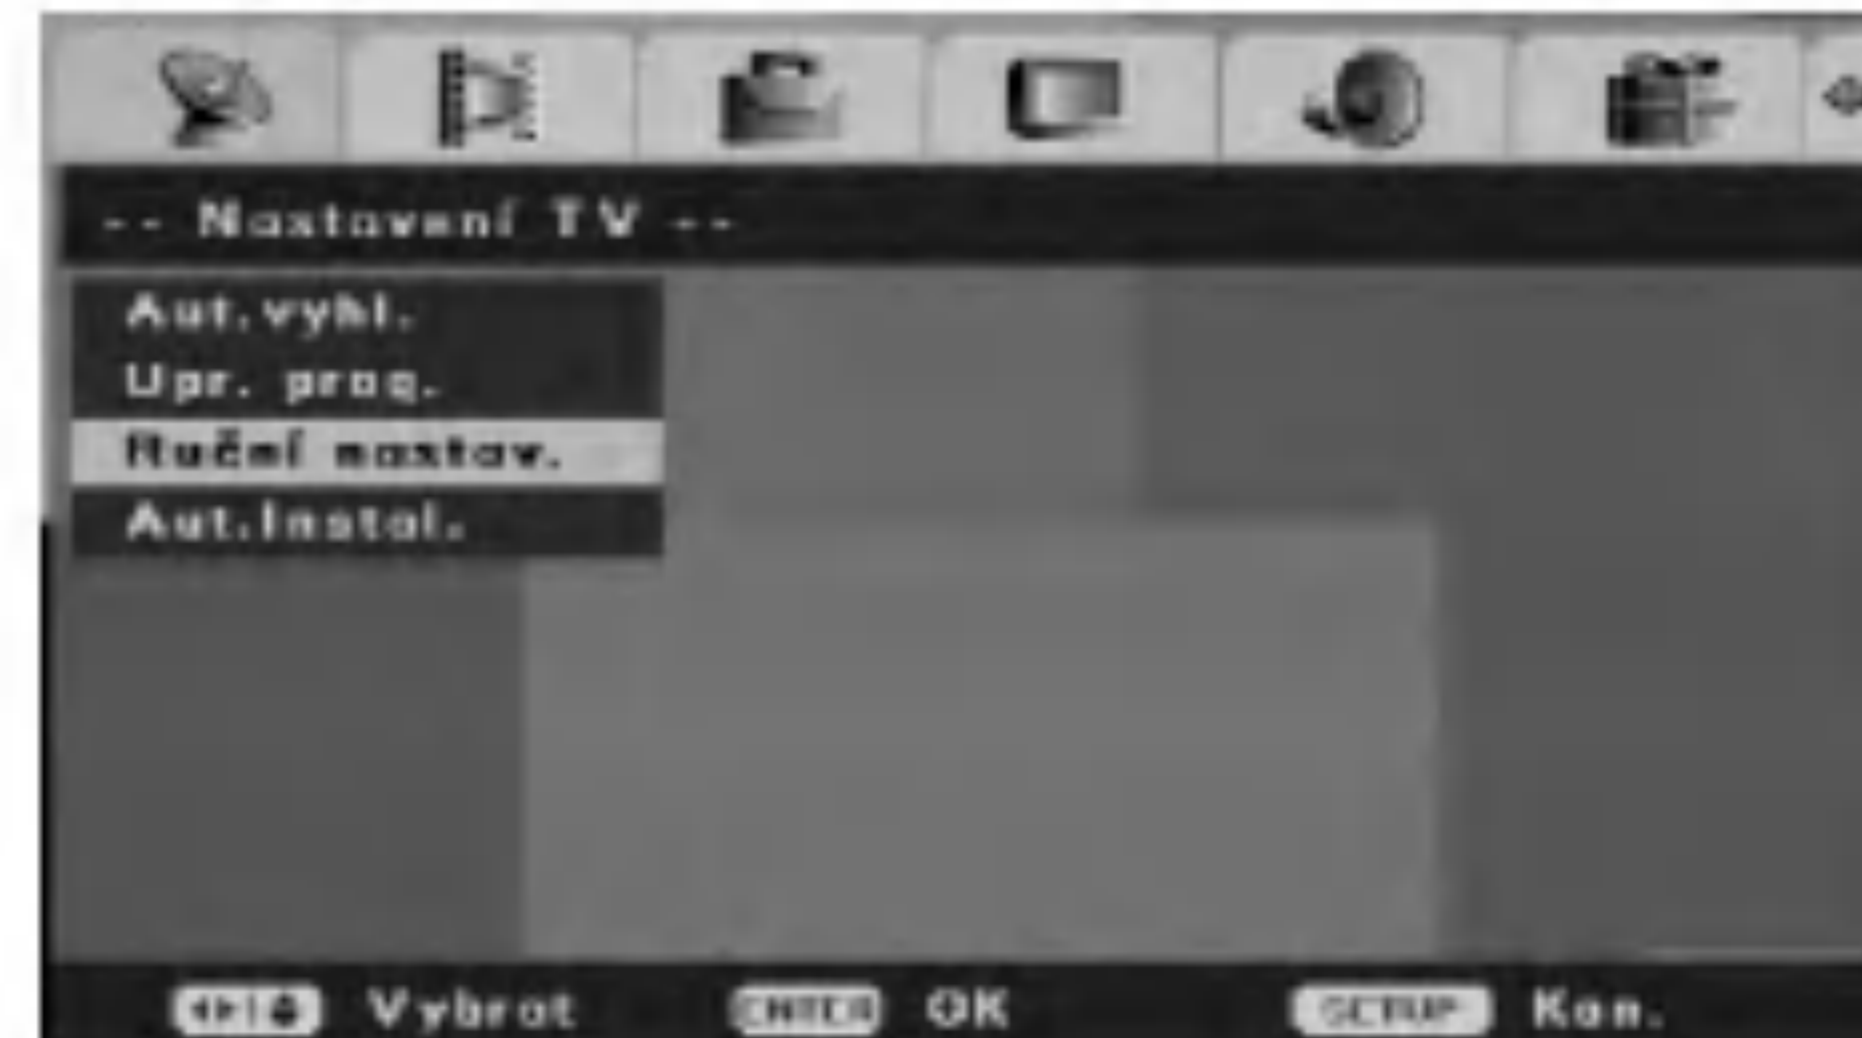 -- Nastavení TV --
Aut.vyhl.
Upr. prog.
Ruční nastav.
Aut.Instal.
Vybrat ENTER OK SETUP Kon.